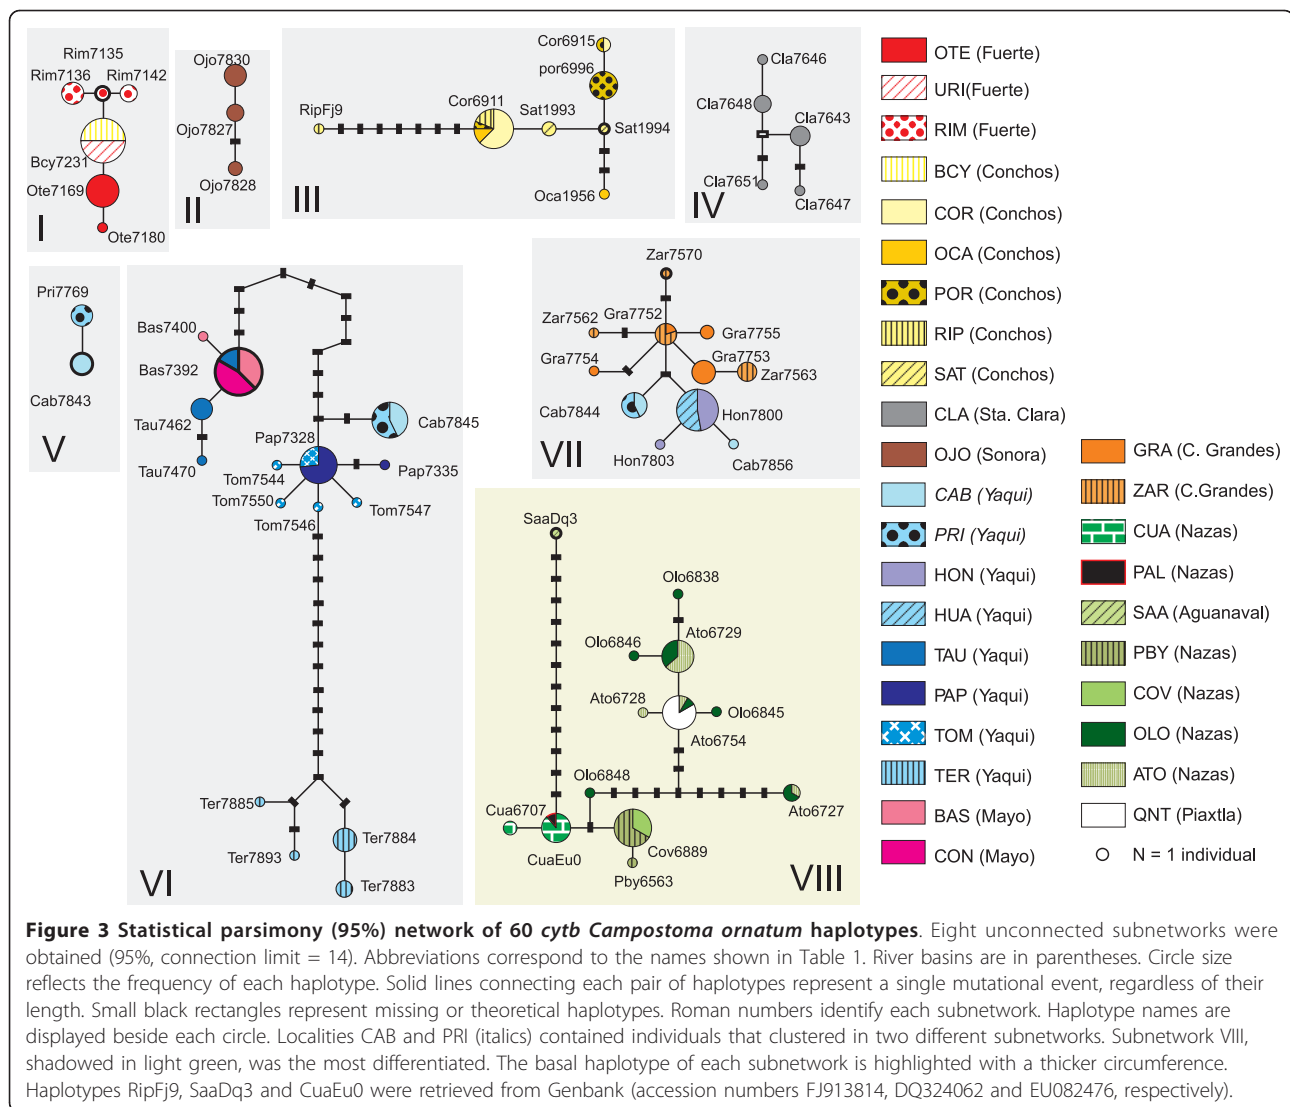 Rim7135
Rim7136
Rim7142
Bcy7231
Ote7169
Ote7180
I
Ojo7830
Ojo7827
Ojo7828
II
Cor6915
por6996
Cor6911
RipFj9
Sat1993
Sat1994
Oca1956
III
Cla7646
Cla7648
Cla7643
Cla7651
Cla7647
IV
Pri7769
Cab7843
V
Bas7400
Bas7392
Tau7462
Tau7470
Cab7845
Pap7328
Tom7544
Pap7335
Tom7550
Tom7546
Tom7547
Ter7885
Ter7884
Ter7893
Ter7883
VI
Zar7570
Zar7562
Gra7752
Gra7755
Gra7754
Gra7753
Zar7563
Cab7844
Hon7800
Hon7803
Cab7856
VII
SaaDq3
Olo6838
Ato6729
Olo6846
Ato6728
Olo6845
Ato6754
Olo6848
Ato6727
Cua6707
CuaEu0
Cov6889
Pby6563
VIII
OTE (Fuerte)
URI(Fuerte)
RIM (Fuerte)
BCY (Conchos)
COR (Conchos)
OCA (Conchos)
POR (Conchos)
RIP (Conchos)
SAT (Conchos)
CLA (Sta. Clara)
OJO (Sonora)
CAB (Yaqui)
PRI (Yaqui)
HON (Yaqui)
HUA (Yaqui)
TAU (Yaqui)
PAP (Yaqui)
TOM (Yaqui)
TER (Yaqui)
BAS (Mayo)
CON (Mayo)
GRA (C. Grandes)
ZAR (C.Grandes)
CUA (Nazas)
PAL (Nazas)
SAA (Aguanaval)
PBY (Nazas)
COV (Nazas)
OLO (Nazas)
ATO (Nazas)
QNT (Piaxtla)
N = 1 individual
Figure 3 Statistical parsimony (95%) network of 60 cytb Campostoma ornatum haplotypes. Eight unconnected subnetworks were
obtained (95%, connection limit = 14). Abbreviations correspond to the names shown in Table 1. River basins are in parentheses. Circle size
reflects the frequency of each haplotype. Solid lines connecting each pair of haplotypes represent a single mutational event, regardless of their
length. Small black rectangles represent missing or theoretical haplotypes. Roman numbers identify each subnetwork. Haplotype names are
displayed beside each circle. Localities CAB and PRI (italics) contained individuals that clustered in two different subnetworks. Subnetwork VIII,
shadowed in light green, was the most differentiated. The basal haplotype of each subnetwork is highlighted with a thicker circumference.
Haplotypes RipFj9, SaaDq3 and CuaEu0 were retrieved from Genbank (accession numbers FJ913814, DQ324062 and EU082476, respectively).